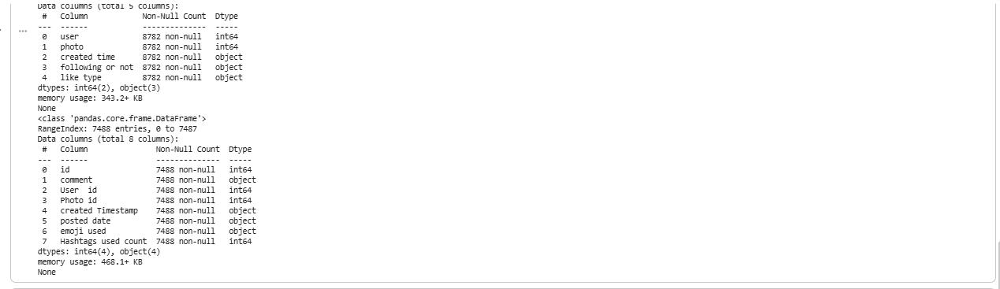 Data columns (total 5 columns):
 #   Column            Non-Null Count  Dtype
---  ------            --------------  -----
 0   user              8782 non-null   int64
 1   photo             8782 non-null   int64
 2   created time      8782 non-null   object
 3   following or not  8782 non-null   object
 4   like type         8782 non-null   object
dtypes: int64(2), object(3)
memory usage: 343.2+ KB
None
<class 'pandas.core.frame.DataFrame'>
RangeIndex: 7488 entries, 0 to 7487
Data columns (total 8 columns):
 #   Column               Non-Null Count  Dtype
---  ------               --------------  -----
 0   id                   7488 non-null   int64
 1   comment              7488 non-null   object
 2   User  id             7488 non-null   int64
 3   Photo id             7488 non-null   int64
 4   created Timestamp    7488 non-null   object
 5   posted date          7488 non-null   object
 6   emoji used           7488 non-null   object
 7   Hashtags used count  7488 non-null   int64
dtypes: int64(4), object(4)
memory usage: 468.1+ KB
None